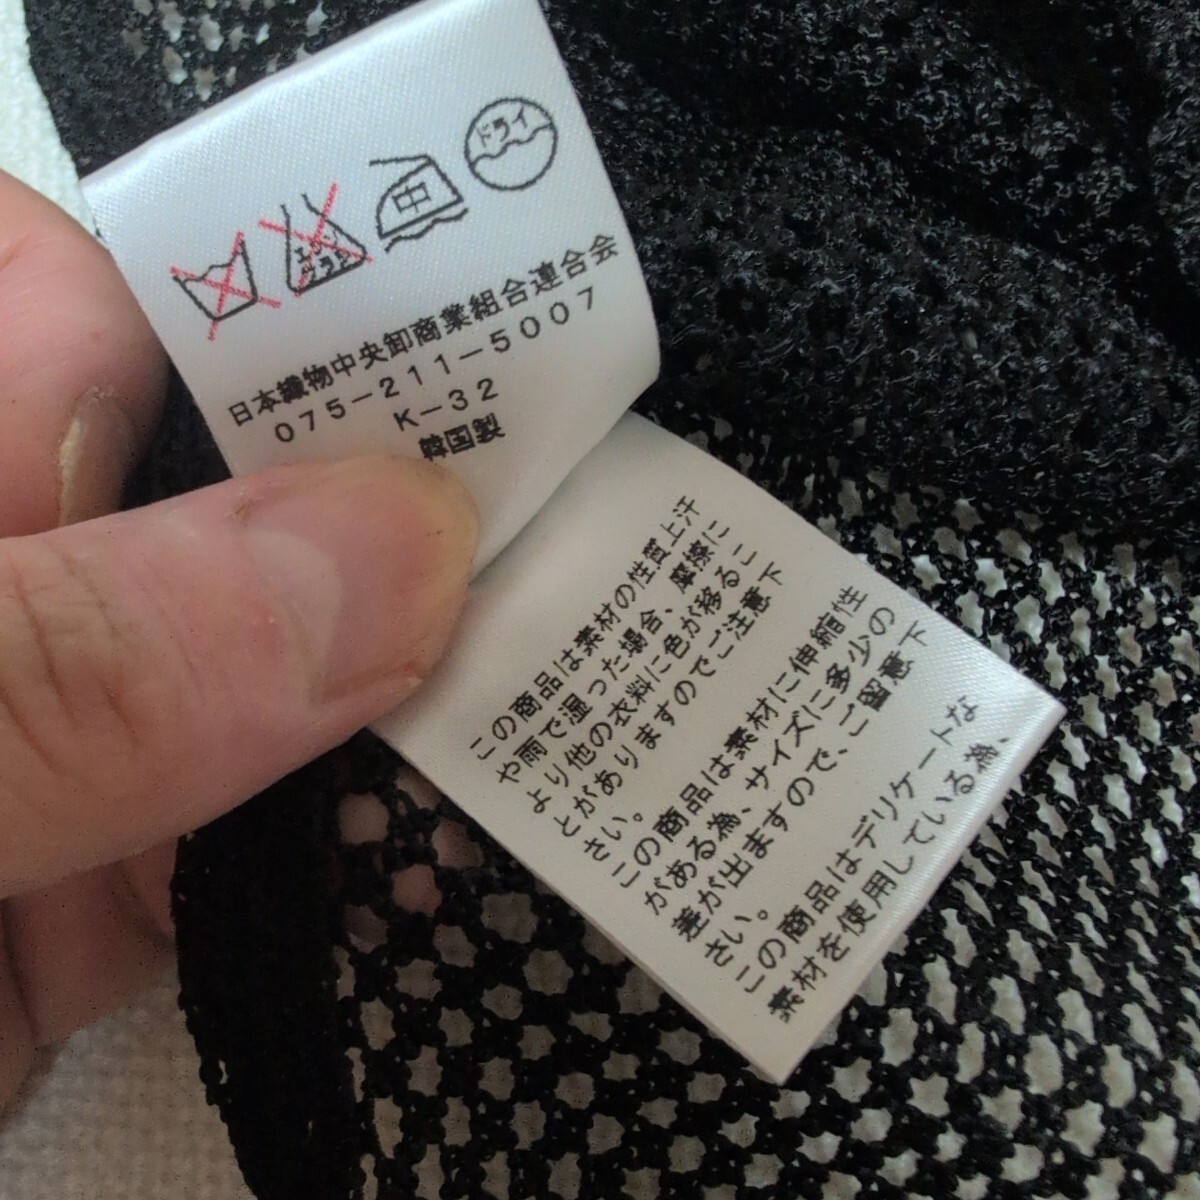 エンソ
サラシ
中
ドライ
日本織物中央卸商業組合連合会
075-211-5007
K-32
韓国製
この商品は素材の性質上汗
や雨で湿った場合、摩擦に
より他の衣料に色が移るこ
とがありますのでご注意下
さい。
この商品は素材に伸縮性
がある為、サイズに多少の
差が出ますので、ご留意下
さい。
この商品はデリケートな
素材を使用している為、